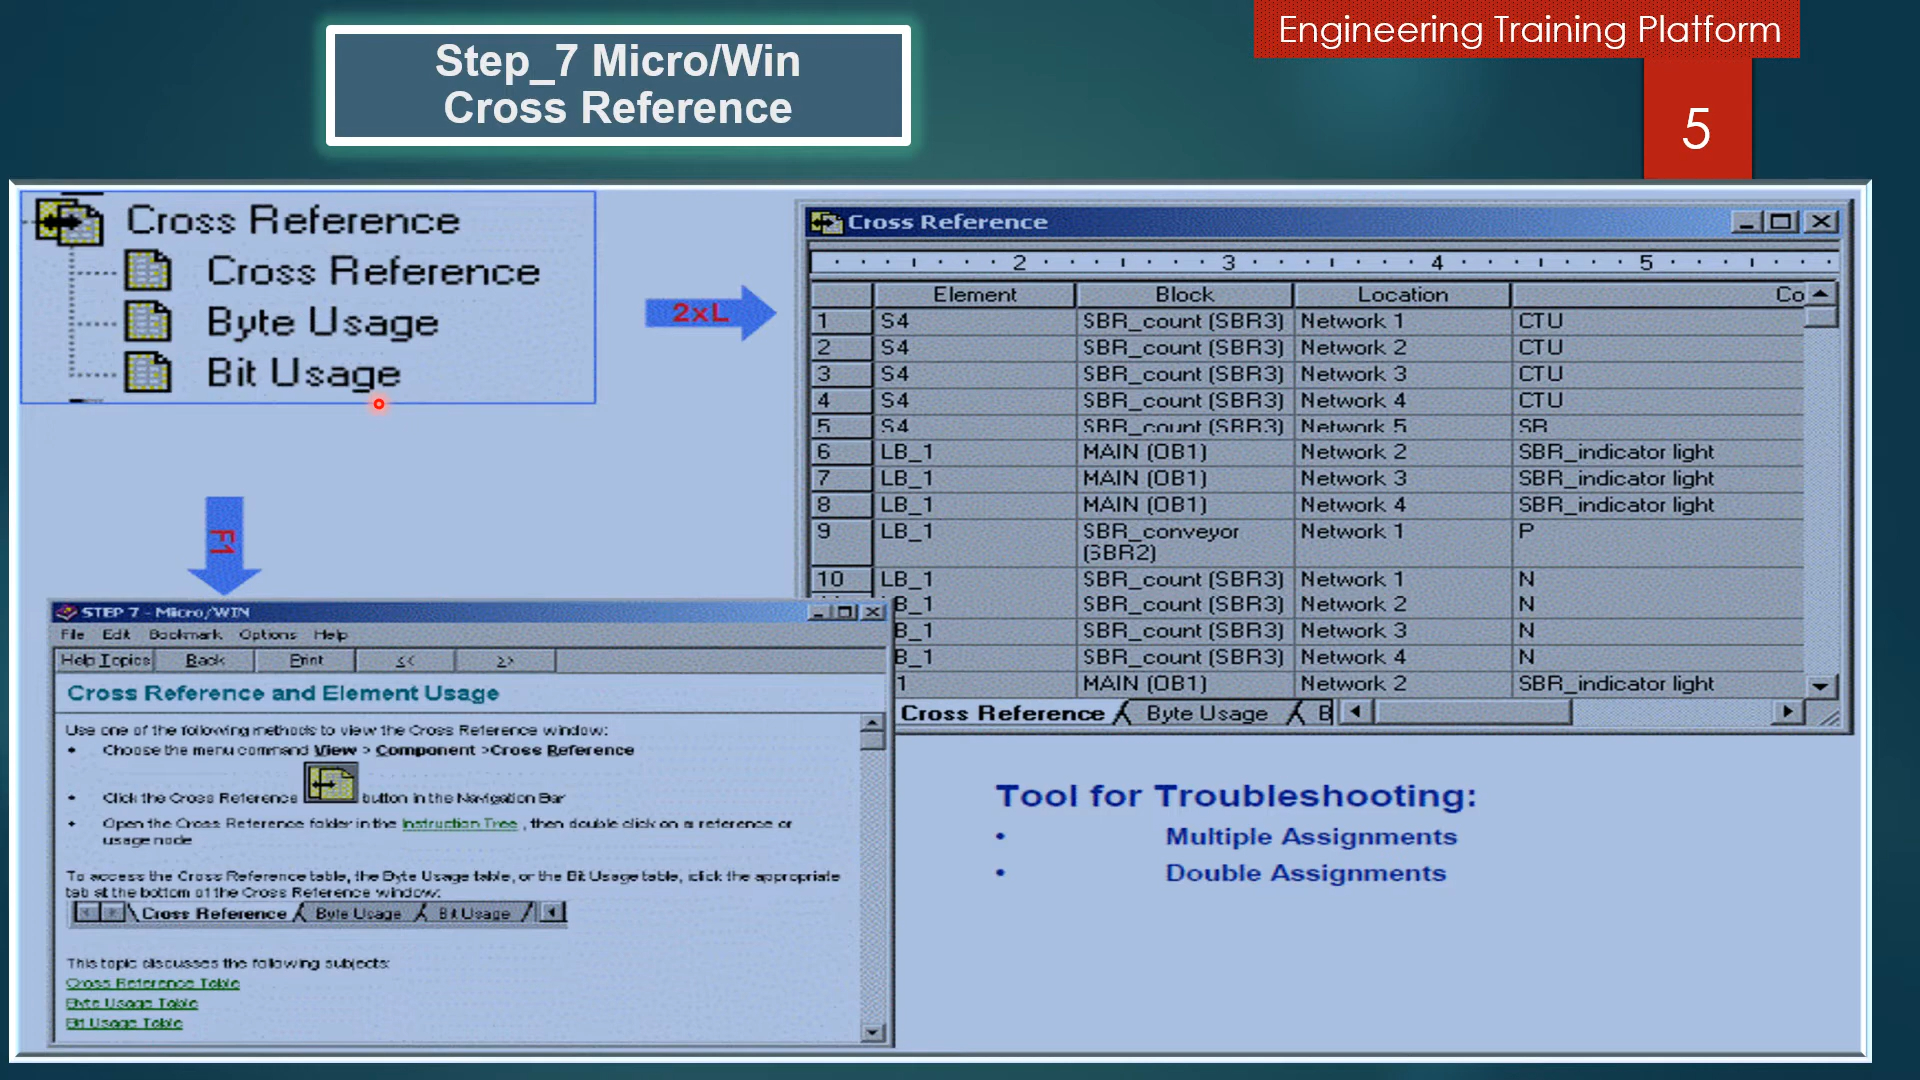 Engineering Training Platform
5
Step_7 Micro/Win
Cross Reference
Cross Reference
Cross Reference
Byte Usage
Bit Usage
2xL
F1
Cross Reference
2 3 4 5
Element Block Location Co
1 S4 SBR_count (SBR3) Network 1 CTU
2 S4 SBR_count (SBR3) Network 2 CTU
3 S4 SBR_count (SBR3) Network 3 CTU
4 S4 SBR_count (SBR3) Network 4 CTU
5 S4 SBR_count (SBR3) Network 5 SR
6 LB_1 MAIN (OB1) Network 2 SBR_indicator light
7 LB_1 MAIN (OB1) Network 3 SBR_indicator light
8 LB_1 MAIN (OB1) Network 4 SBR_indicator light
9 LB_1 SBR_conveyor Network 1 P
(SBR2)
10 LB_1 SBR_count (SBR3) Network 1 N
B_1 SBR_count (SBR3) Network 2 N
B_1 SBR_count (SBR3) Network 3 N
B_1 SBR_count (SBR3) Network 4 N
1 MAIN (OB1) Network 2 SBR_indicator light
Cross Reference Byte Usage B
STEP 7 - Micro/WIN
File Edit Bookmark Options Help
Help Topics Back Print << >>
Cross Reference and Element Usage
Use one of the following methods to view the Cross Reference window:
• Choose the menu command View > Component >Cross Reference
• Click the Cross Reference button in the Navigation Bar
• Open the Cross Reference folder in the Instruction Tree , then double click on a reference or
usage node
To access the Cross Reference table, the Byte Usage table, or the Bit Usage table, click the appropriate
tab at the bottom of the Cross Reference window:
Cross Reference Byte Usage Bit Usage
This topic discusses the following subjects:
Cross Reference Table
Byte Usage Table
Bit Usage Table
Tool for Troubleshooting:
• Multiple Assignments
• Double Assignments